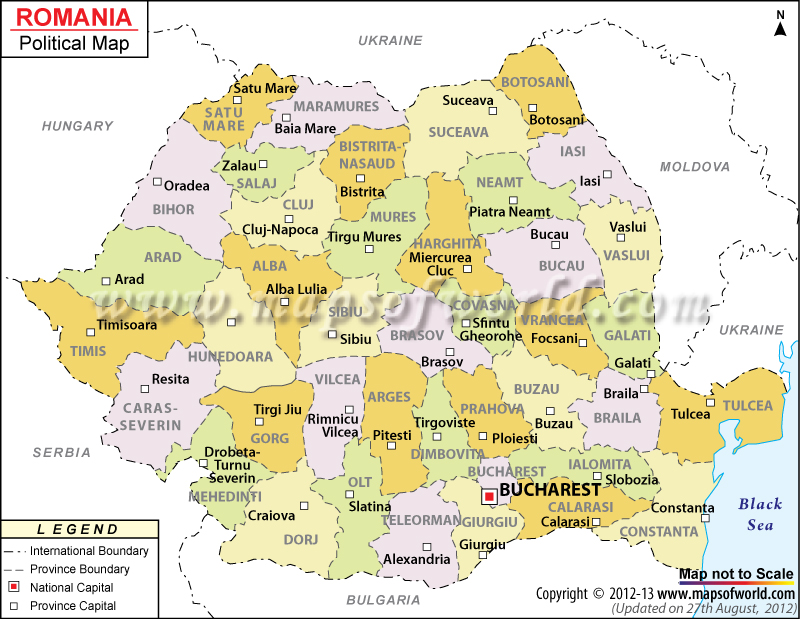 ROMANIA
Political Map
N
UKRAINE
HUNGARY
MOLDOVA
UKRAINE
SERBIA
BULGARIA
Black
Sea
Satu Mare
SATU
MARE
MARAMURES
Baia Mare
BOTOSANI
Botosani
Suceava
SUCEAVA
BISTRITA-
NASAUD
Bistrita
IASI
Iasi
Zalau
SALAJ
Oradea
BIHOR
CLUJ
Cluj-Napoca
MURES
Tirgu Mures
NEAMT
Piatra Neamt
HARGHITA
Miercurea
Cluc
Bucau
BUCAU
Vaslui
VASLUI
ARAD
Arad
ALBA
Alba Lulia
www.mapsofworld.com
Timisoara
TIMIS
HUNEDOARA
SIBIU
Sibiu
BRASOV
Brasov
COVASNA
Sfintu
Gheorghe
VRANCEA
Focsani
GALATI
Galati
Resita
CARAS-
SEVERIN
VILCEA
Rimnicu
Vilcea
Tirgi Jiu
GORG
ARGES
Pitesti
Tirgoviste
DIMBOVITA
PRAHOVA
Ploiesti
BUZAU
Buzau
Braila
BRAILA
Tulcea
TULCEA
Drobeta-
Turnu
Severin
MEHEDINTI
OLT
Slatina
Craiova
DORJ
TELEORMAN
Alexandria
BUCHAREST
BUCHAREST
GIURGIU
Giurgiu
IALOMITA
Slobozia
CALARASI
Calarasi
Constanta
CONSTANTA
LEGEND
International Boundary
Province Boundary
National Capital
Province Capital
Map not to Scale
Copyright © 2012-13 www.mapsofworld.com
(Updated on 27th August, 2012)